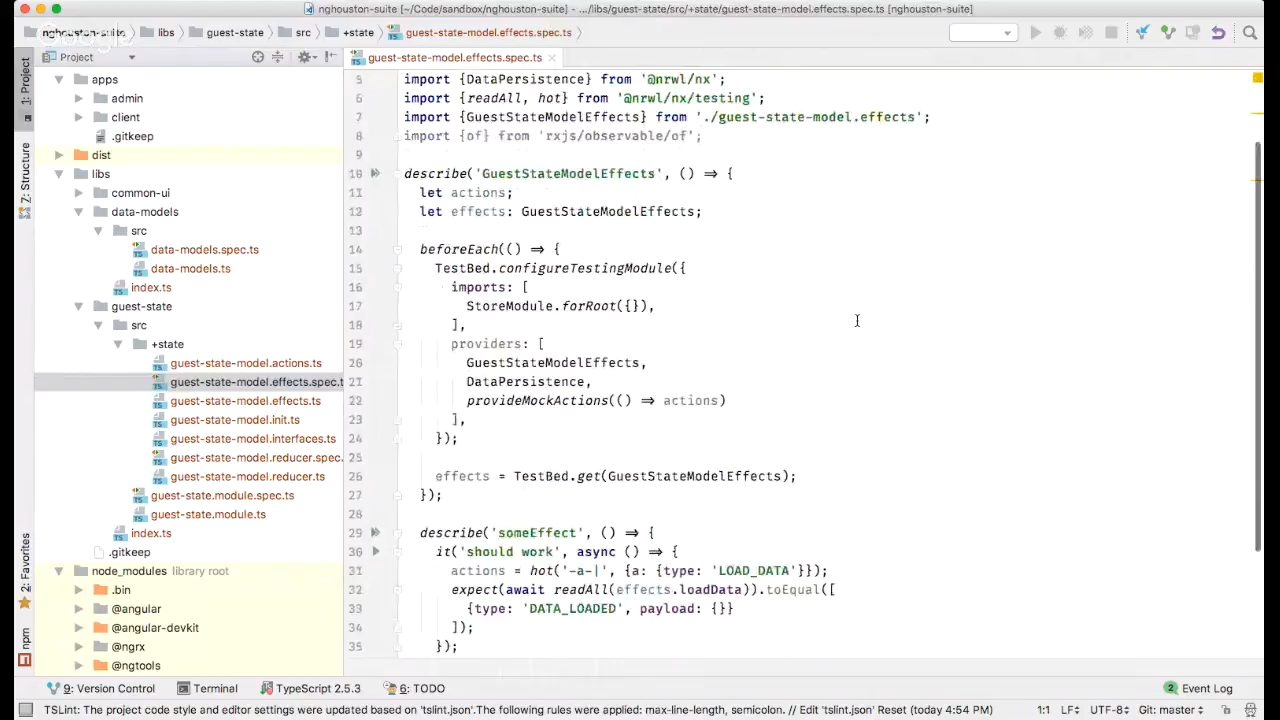 nghouston-suite [~/Code/sandbox/nghouston-suite] - .../libs/guest-state/src/+state/guest-state-model.effects.spec.ts [nghouston-suite]
nghouston-suite libs guest-state src +state guest-state-model.effects.spec.ts
Google
Project
guest-state-model.effects.spec.ts
1: Project
Z: Structure
2: Favorites
npm
apps
admin
client
.gitkeep
dist
libs
common-ui
data-models
src
data-models.spec.ts
data-models.ts
index.ts
guest-state
src
+state
guest-state-model.actions.ts
guest-state-model.effects.spec.t
guest-state-model.effects.ts
guest-state-model.init.ts
guest-state-model.interfaces.ts
guest-state-model.reducer.spec.
guest-state-model.reducer.ts
guest-state.module.spec.ts
guest-state.module.ts
index.ts
.gitkeep
node_modules library root
.bin
@angular
@angular-devkit
@ngrx
@ngtools
5 import {DataPersistence} from '@nrwl/nx';
6 import {readAll, hot} from '@nrwl/nx/testing';
7 import {GuestStateModelEffects} from './guest-state-model.effects';
8 import {of} from 'rxjs/observable/of';
9
10 describe('GuestStateModelEffects', () => {
11 let actions;
12 let effects: GuestStateModelEffects;
13
14 beforeEach(() => {
15 TestBed.configureTestingModule({
16 imports: [
17 StoreModule.forRoot({}),
18 ],
19 providers: [
20 GuestStateModelEffects,
21 DataPersistence,
22 provideMockActions(() => actions)
23 ],
24 });
25
26 effects = TestBed.get(GuestStateModelEffects);
27 });
28
29 describe('someEffect', () => {
30 it('should work', async () => {
31 actions = hot('-a-|', {a: {type: 'LOAD_DATA'}});
32 expect(await readAll(effects.loadData)).toEqual([
33 {type: 'DATA_LOADED', payload: {}}
34 ]);
35 });
9: Version Control Terminal TypeScript 2.5.3 6: TODO 2 Event Log
TSLint: The project code style and editor settings were updated based on 'tslint.json'.The following rules were applied: max-line-length, semicolon. // Edit 'tslint.json' Reset (today 4:54 PM) 1:1 LF÷ UTF-8÷ Git: master÷